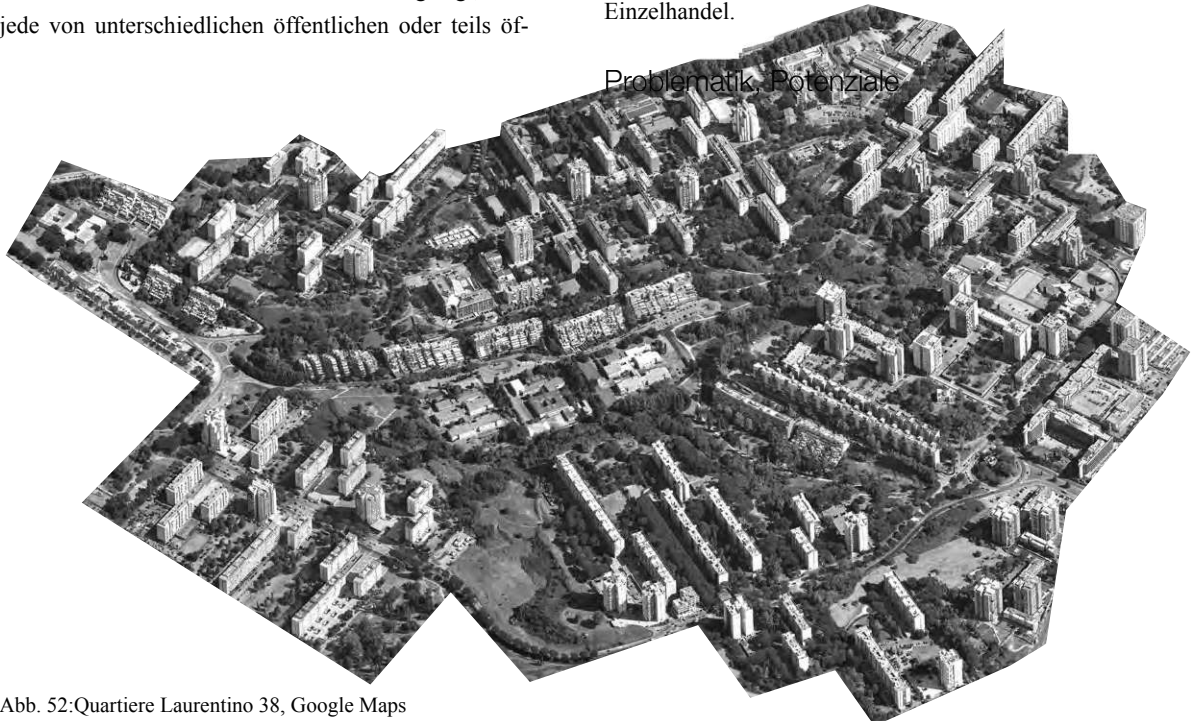 jede von unterschiedlichen öffentlichen oder teils öf-
Einzelhandel.
Problematik, Potenziale
Abb. 52:Quartiere Laurentino 38, Google Maps